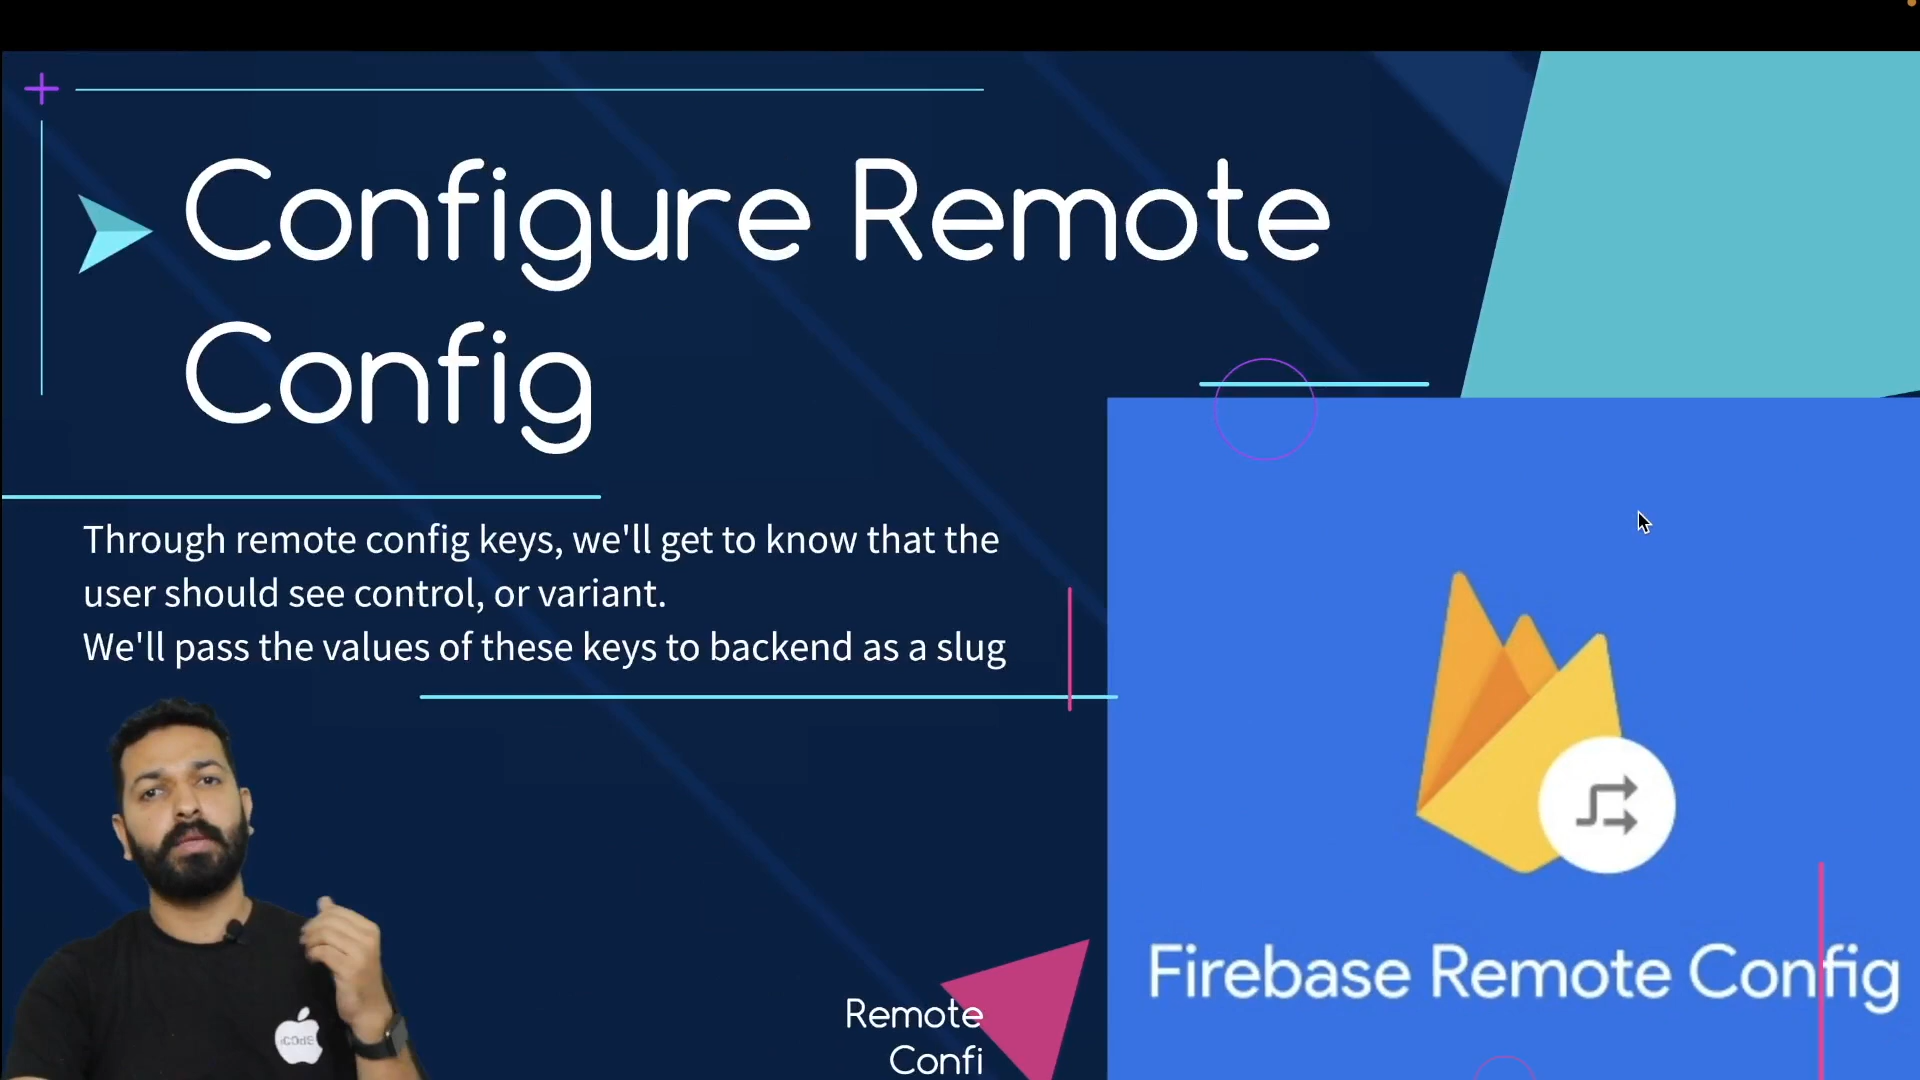 Configure Remote
Config
Through remote config keys, we'll get to know that the
user should see control, or variant.
We'll pass the values of these keys to backend as a slug
Firebase Remote Config
Remote
Confi
iCODE